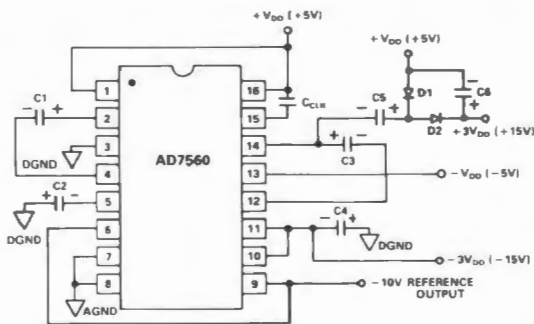 + VDD (+5V)
+ VDD (+5V)
C1
- +
1
2
3
4
5
6
7
8
AD7560
16
15
14
13
12
11
10
9
CCLK
C5
- +
D1
-
C6
+
D2
+3VDD (+15V)
+ -
C3
DGND
C2
+ -
DGND
-VDD (-5V)
C4
- +
DGND
-3VDD (-15V)
AGND
-10V REFERENCE
OUTPUT